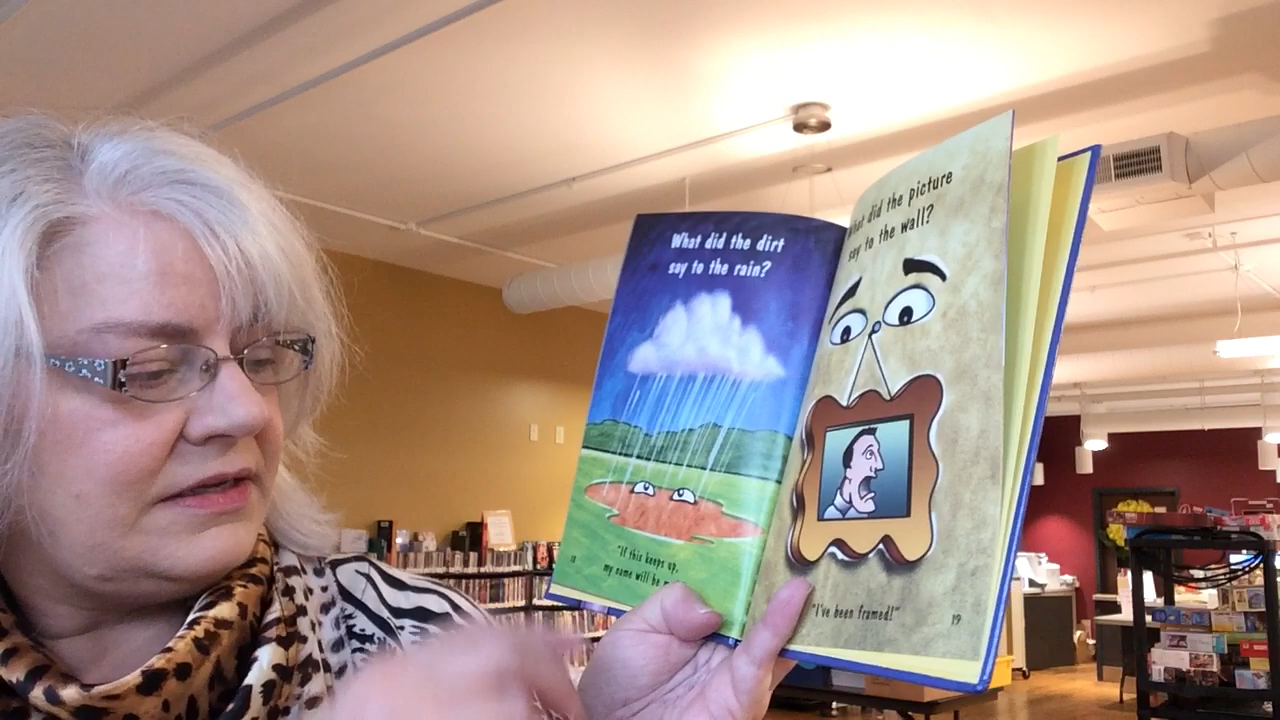 What did the dirt
say to the rain?
"If this keeps up,
my name will be
18
What did the picture
say to the wall?
"I've been framed!"
19